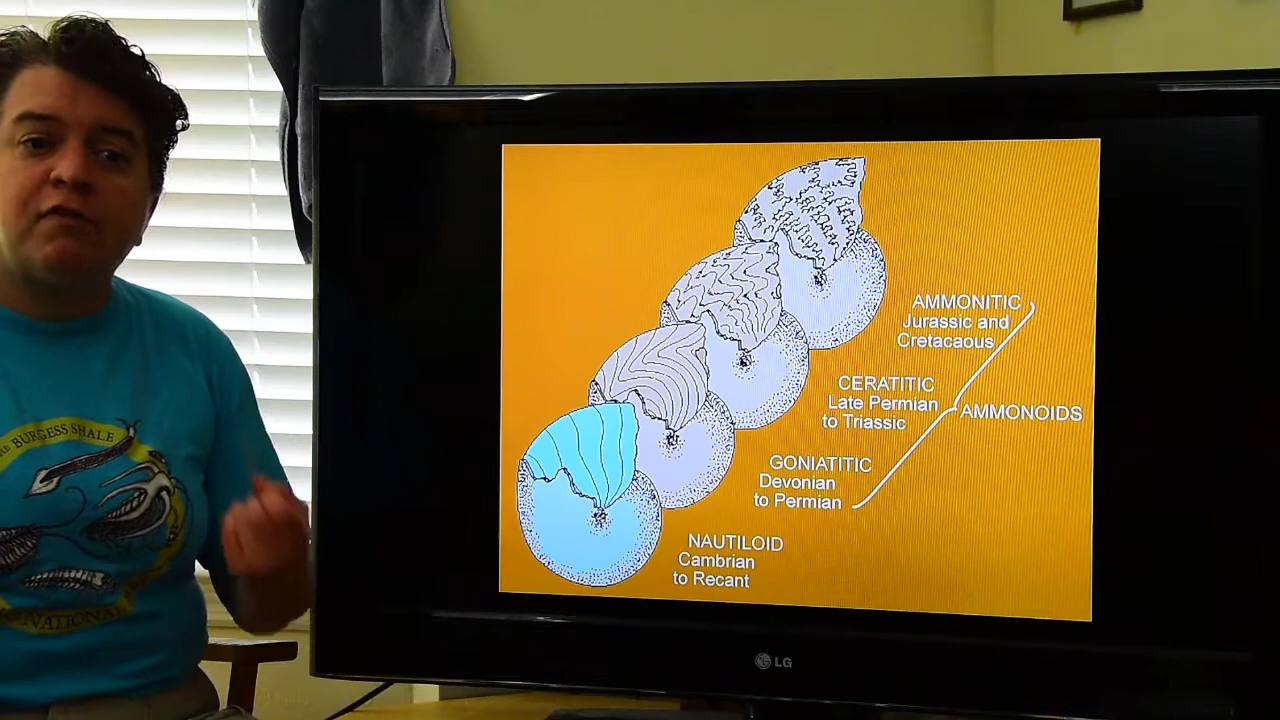 AMMONITIC
Jurassic and
Cretacaous
CERATITIC
Late Permian
to Triassic
AMMONOIDS
GONIATITIC
Devonian
to Permian
NAUTILOID
Cambrian
to Recant
BURGESS SHALE
NATIONAL
LG